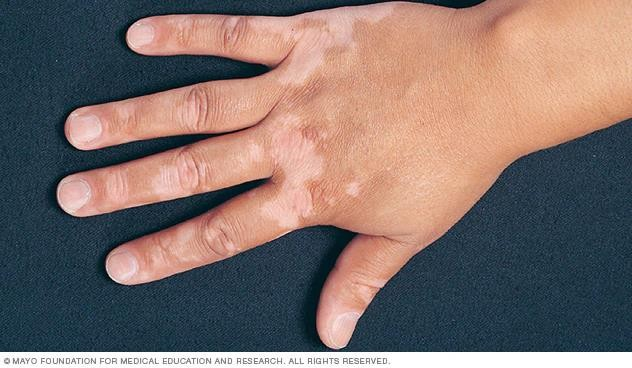 © MAYO FOUNDATION FOR MEDICAL EDUCATION AND RESEARCH. ALL RIGHTS RESERVED.